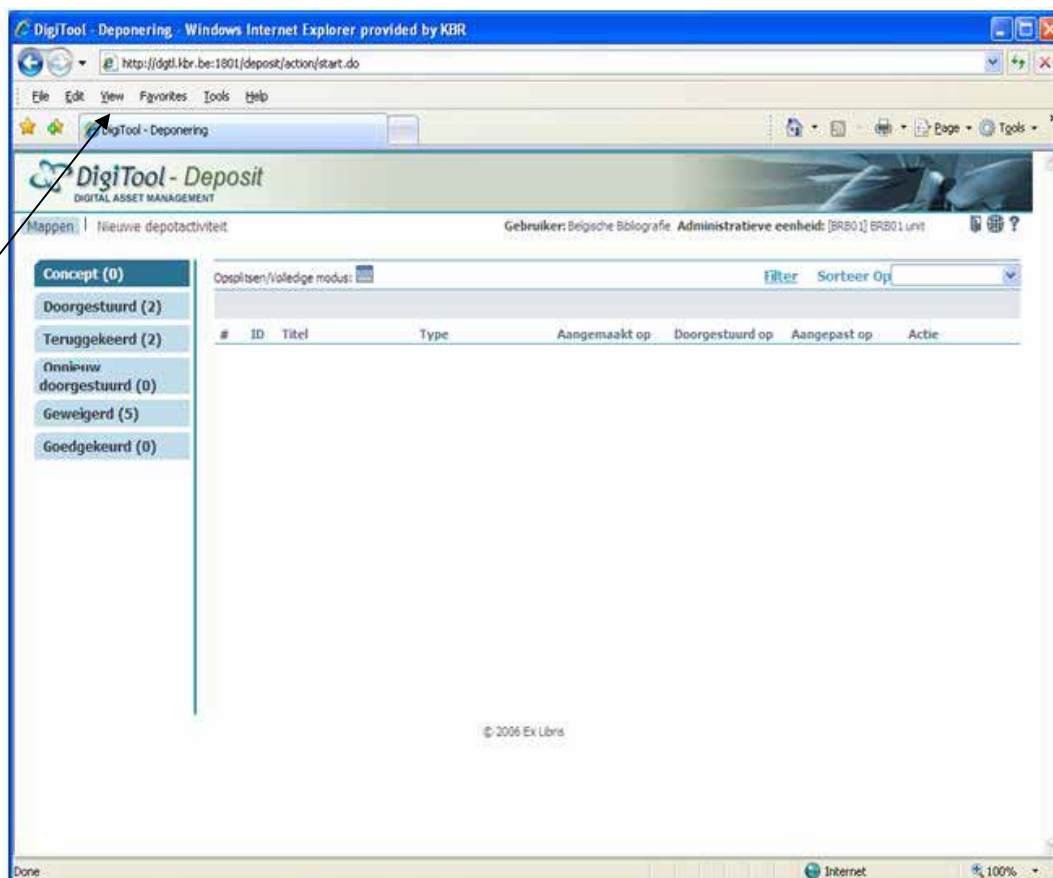 DigiTool - Deponering - Windows Internet Explorer provided by KBR
http://dgtl.kbr.be:1801/deposit/action/start.do
File Edit View Favorites Tools Help
DigiTool - Deponering Page Tools
DigiTool - Deposit
DIGITAL ASSET MANAGEMENT
Mappen | Nieuwe depotactiviteit Gebruiker: Belgische Bibliografie Administratieve eenheid: [BRB01] BRB01 unit ?
Concept (0) Opsplitsen/Volledige modus: Filter Sorteer Op
Doorgestuurd (2)
Teruggekeerd (2) # ID Titel Type Aangemaakt op Doorgestuurd op Aangepast op Actie
Onnieuw
doorgestuurd (0)
Geweigerd (5)
Goedgekeurd (0)
© 2006 Ex Libris
Done Internet 100%